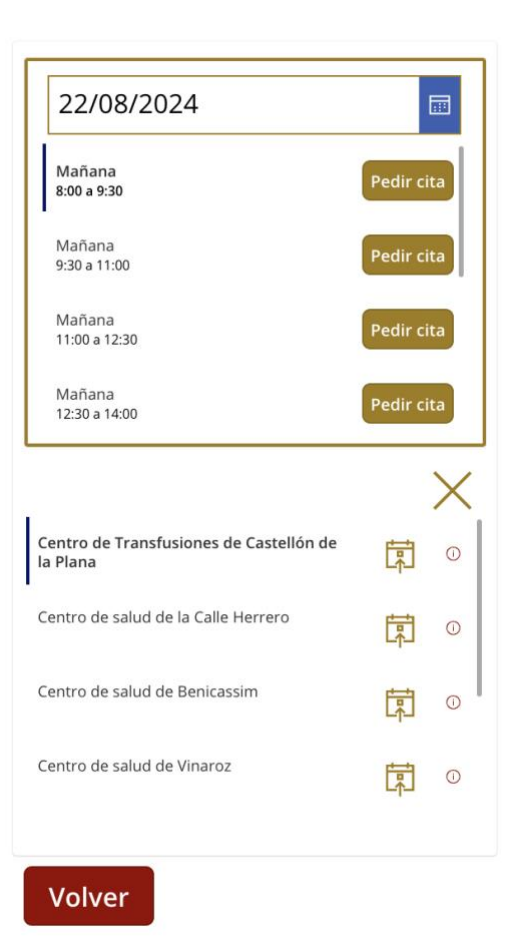 22/08/2024
Mañana
8:00 a 9:30
Pedir cita
Mañana
9:30 a 11:00
Pedir cita
Mañana
11:00 a 12:30
Pedir cita
Mañana
12:30 a 14:00
Pedir cita
Centro de Transfusiones de Castellón de
la Plana
Centro de salud de la Calle Herrero
Centro de salud de Benicassim
Centro de salud de Vinaroz
Volver